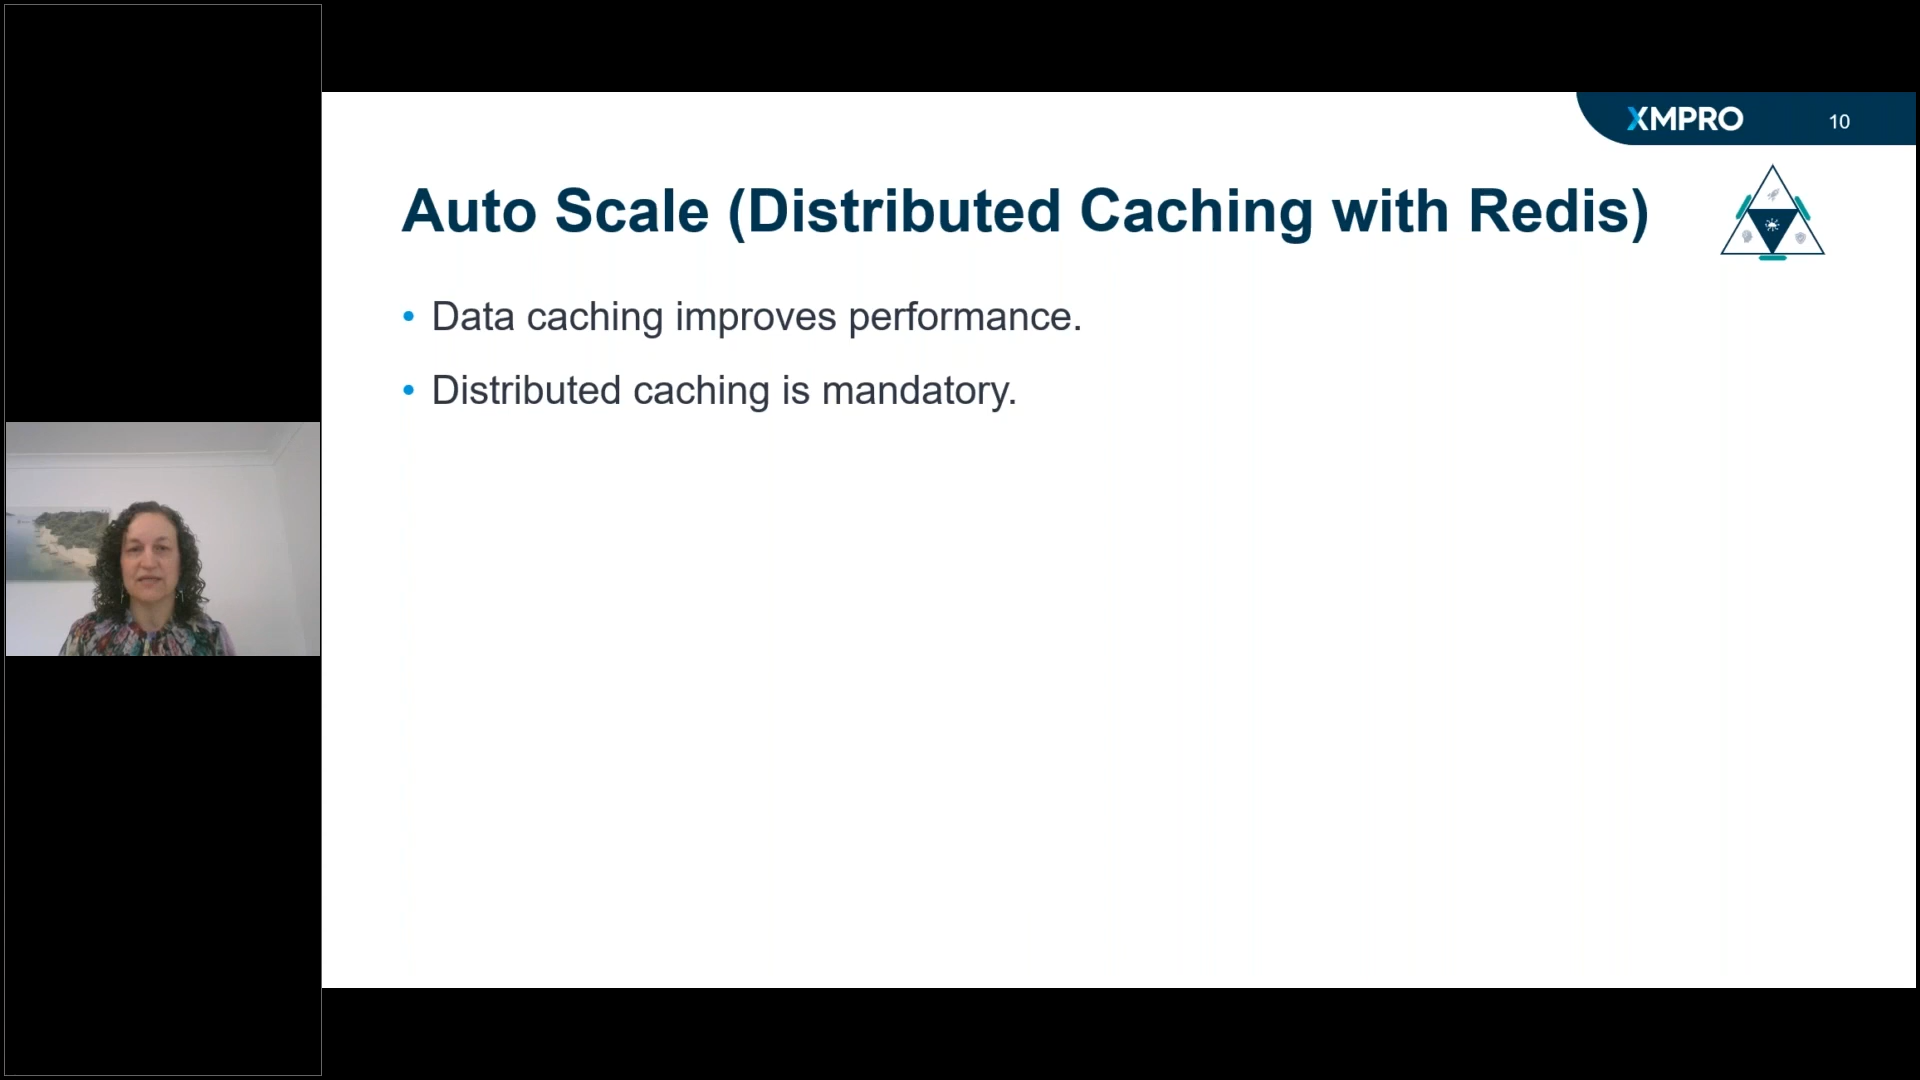 XMPRO
10
Auto Scale (Distributed Caching with Redis)
• Data caching improves performance.
• Distributed caching is mandatory.